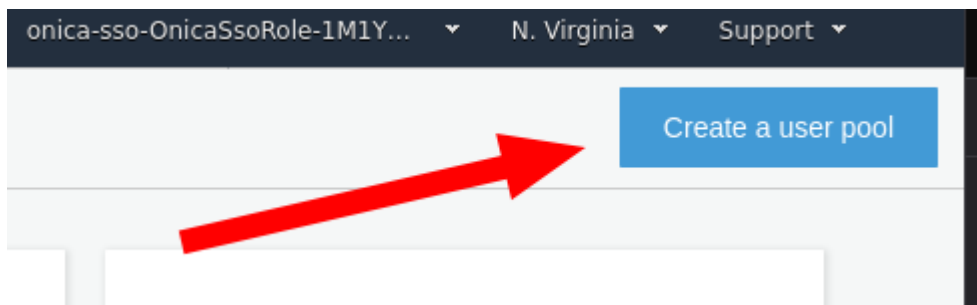 onica-sso-OnicaSsoRole-1M1Y... N. Virginia Support
Create a user pool